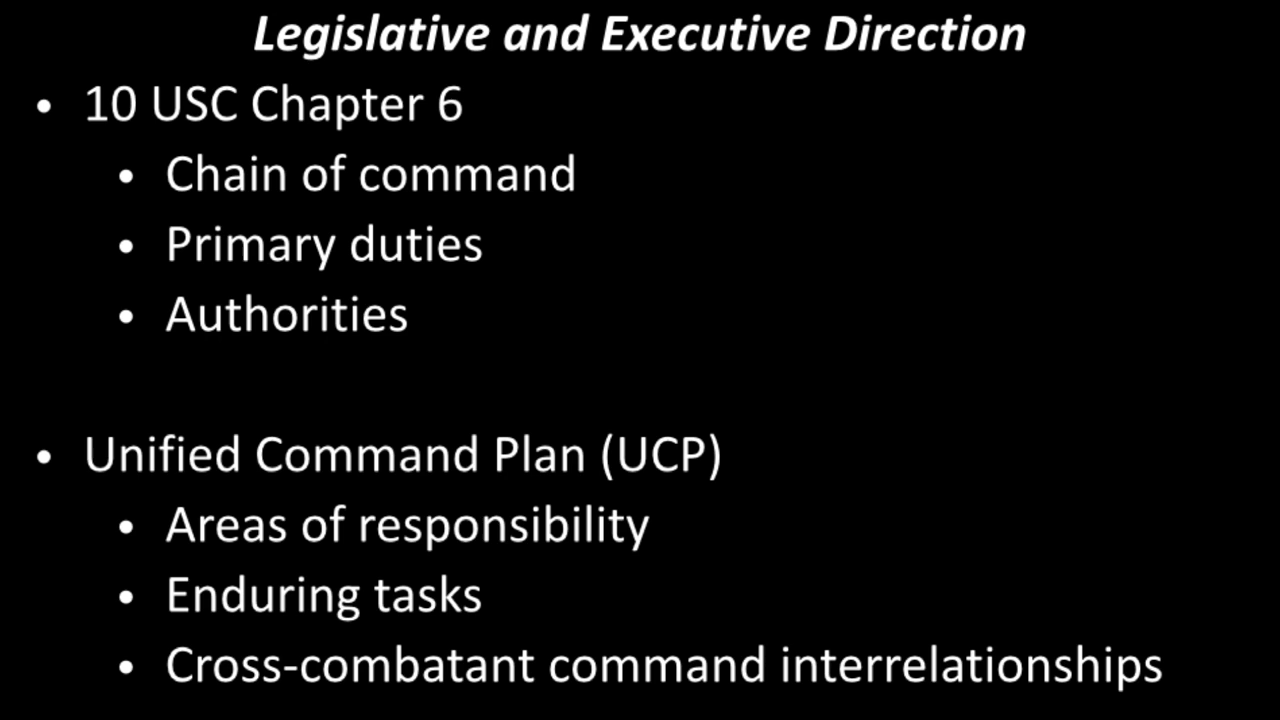 Legislative and Executive Direction
• 10 USC Chapter 6
• Chain of command
• Primary duties
• Authorities
• Unified Command Plan (UCP)
• Areas of responsibility
• Enduring tasks
• Cross-combatant command interrelationships